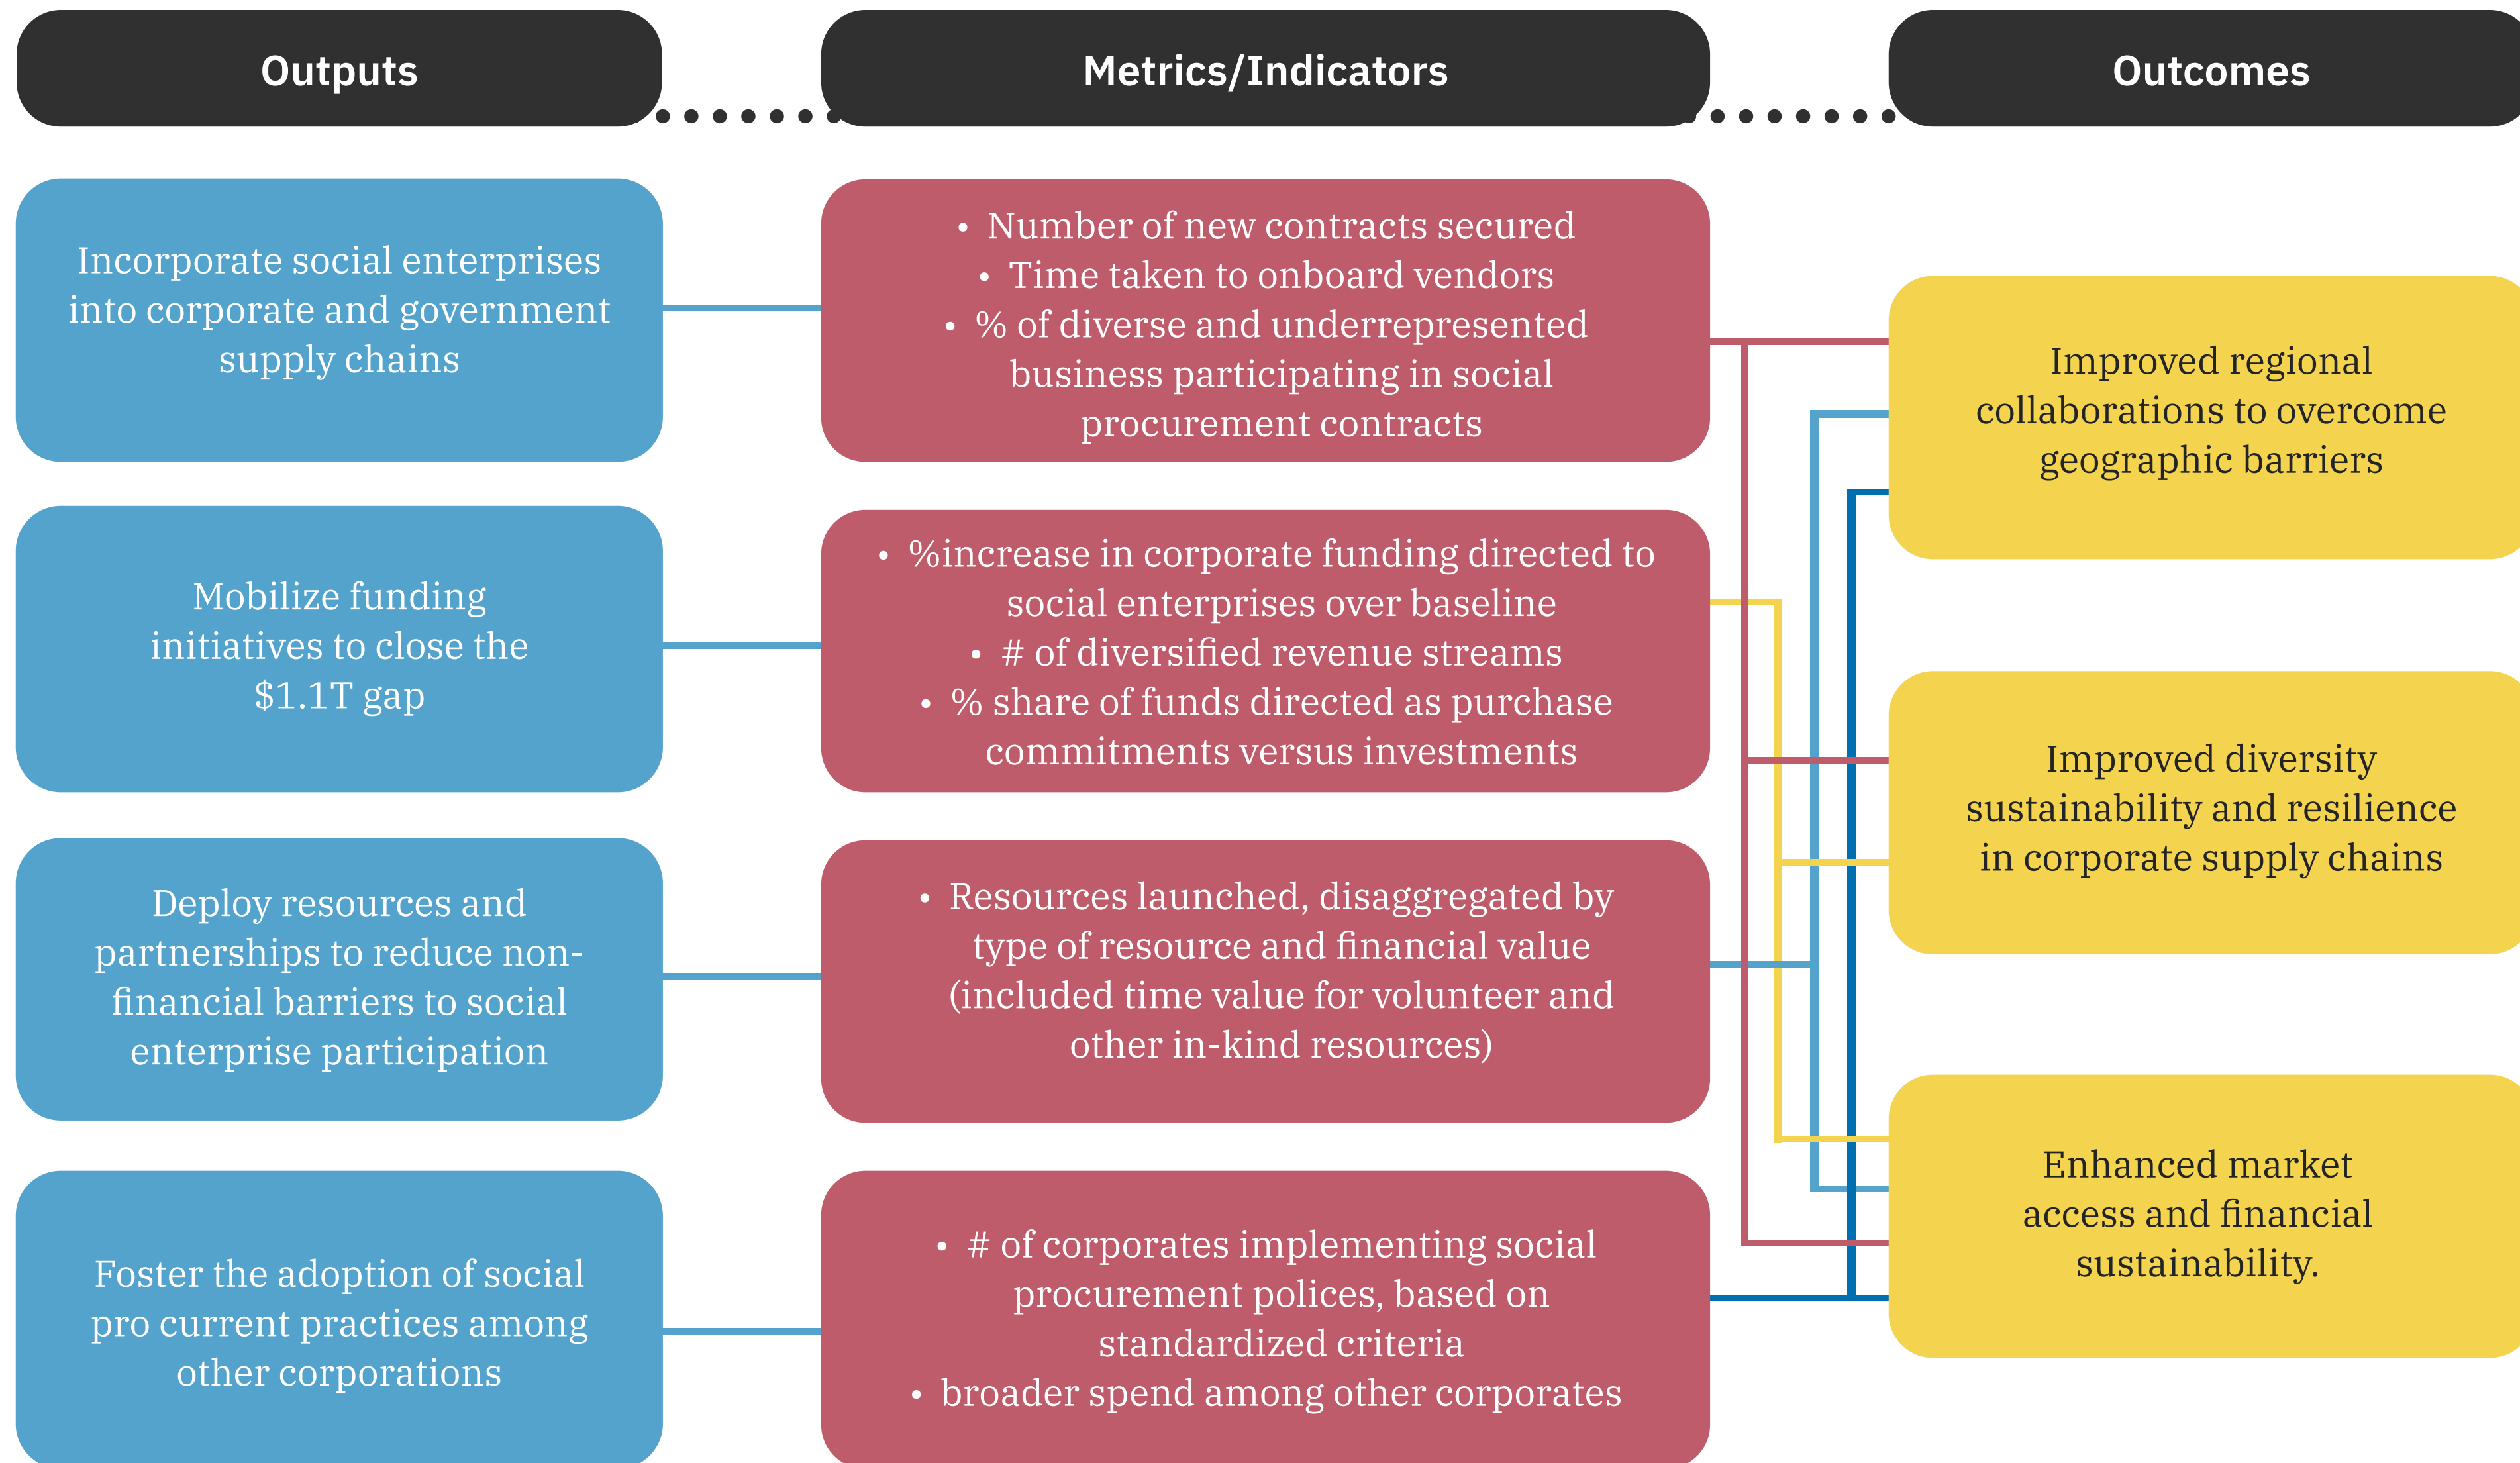 Outputs
Metrics/Indicators
Outcomes
Incorporate social enterprises
into corporate and government
supply chains
• Number of new contracts secured
• Time taken to onboard vendors
• % of diverse and underrepresented
business participating in social
procurement contracts
Improved regional
collaborations to overcome
geographic barriers
Mobilize funding
initiatives to close the
$1.1T gap
• %increase in corporate funding directed to
social enterprises over baseline
• # of diversified revenue streams
• % share of funds directed as purchase
commitments versus investments
Improved diversity
sustainability and resilience
in corporate supply chains
Deploy resources and
partnerships to reduce non-
financial barriers to social
enterprise participation
• Resources launched, disaggregated by
type of resource and financial value
(included time value for volunteer and
other in-kind resources)
Enhanced market
access and financial
sustainability.
Foster the adoption of social
pro current practices among
other corporations
• # of corporates implementing social
procurement polices, based on
standardized criteria
• broader spend among other corporates